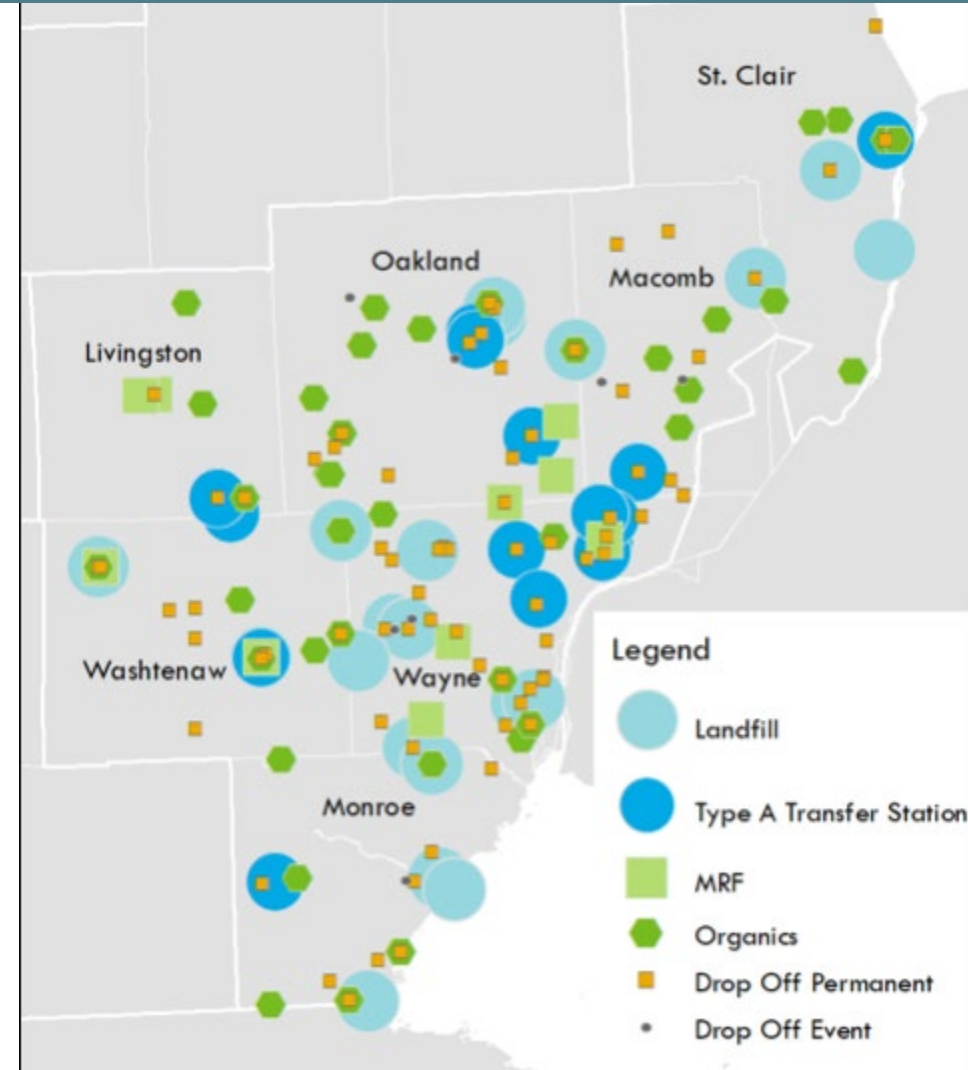 St. Clair
Oakland
Macomb
Livingston
Washtenaw
Wayne
Monroe
Legend
Landfill
Type A Transfer Station
MRF
Organics
Drop Off Permanent
Drop Off Event